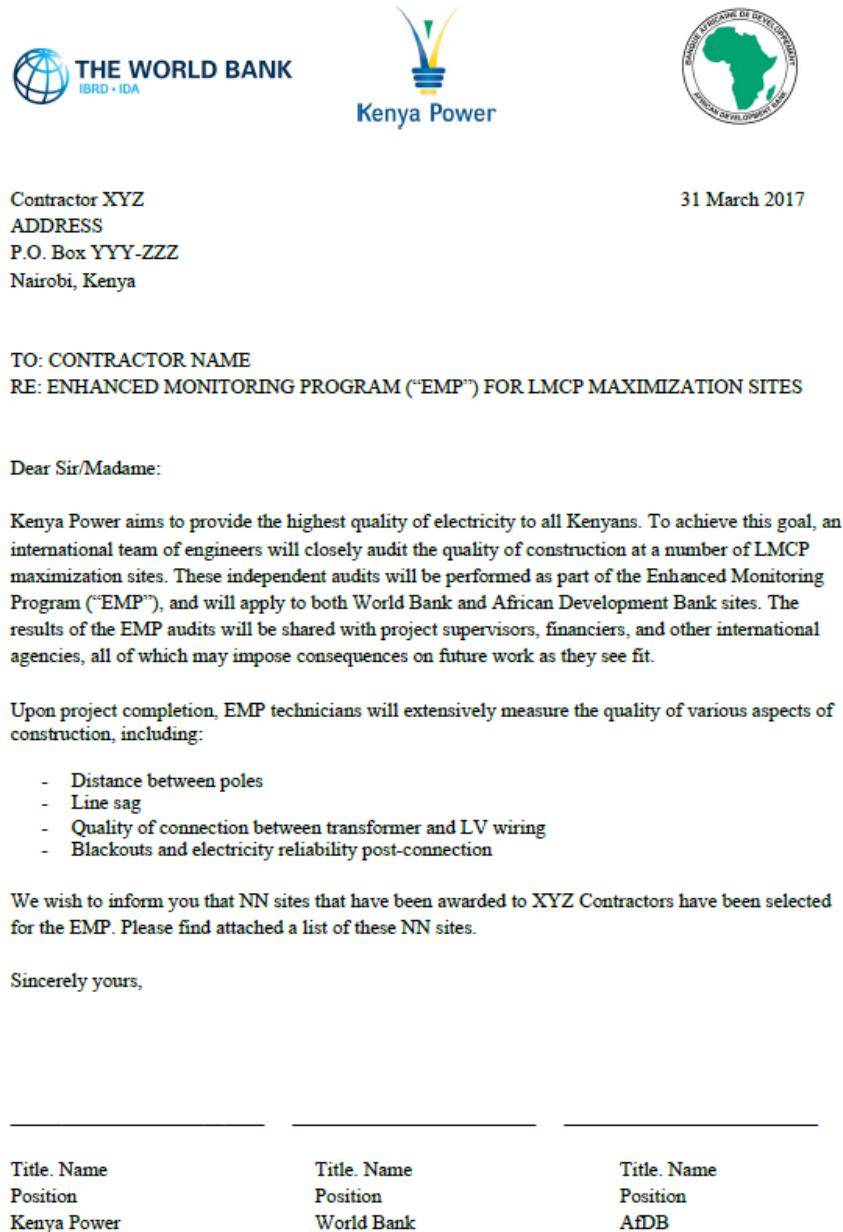 THE WORLD BANK
IBRD • IDA
Kenya Power
BANQUE AFRICAINE DE DEVELOPPEMENT
AFRICAN DEVELOPMENT BANK
Contractor XYZ
31 March 2017
ADDRESS
P.O. Box YYY-ZZZ
Nairobi, Kenya
TO: CONTRACTOR NAME
RE: ENHANCED MONITORING PROGRAM (“EMP”) FOR LMCP MAXIMIZATION SITES
Dear Sir/Madame:
Kenya Power aims to provide the highest quality of electricity to all Kenyans. To achieve this goal, an
international team of engineers will closely audit the quality of construction at a number of LMCP
maximization sites. These independent audits will be performed as part of the Enhanced Monitoring
Program (“EMP”), and will apply to both World Bank and African Development Bank sites. The
results of the EMP audits will be shared with project supervisors, financiers, and other international
agencies, all of which may impose consequences on future work as they see fit.
Upon project completion, EMP technicians will extensively measure the quality of various aspects of
construction, including:
- Distance between poles
- Line sag
- Quality of connection between transformer and LV wiring
- Blackouts and electricity reliability post-connection
We wish to inform you that NN sites that have been awarded to XYZ Contractors have been selected
for the EMP. Please find attached a list of these NN sites.
Sincerely yours,
Title. Name Title. Name Title. Name
Position Position Position
Kenya Power World Bank AfDB